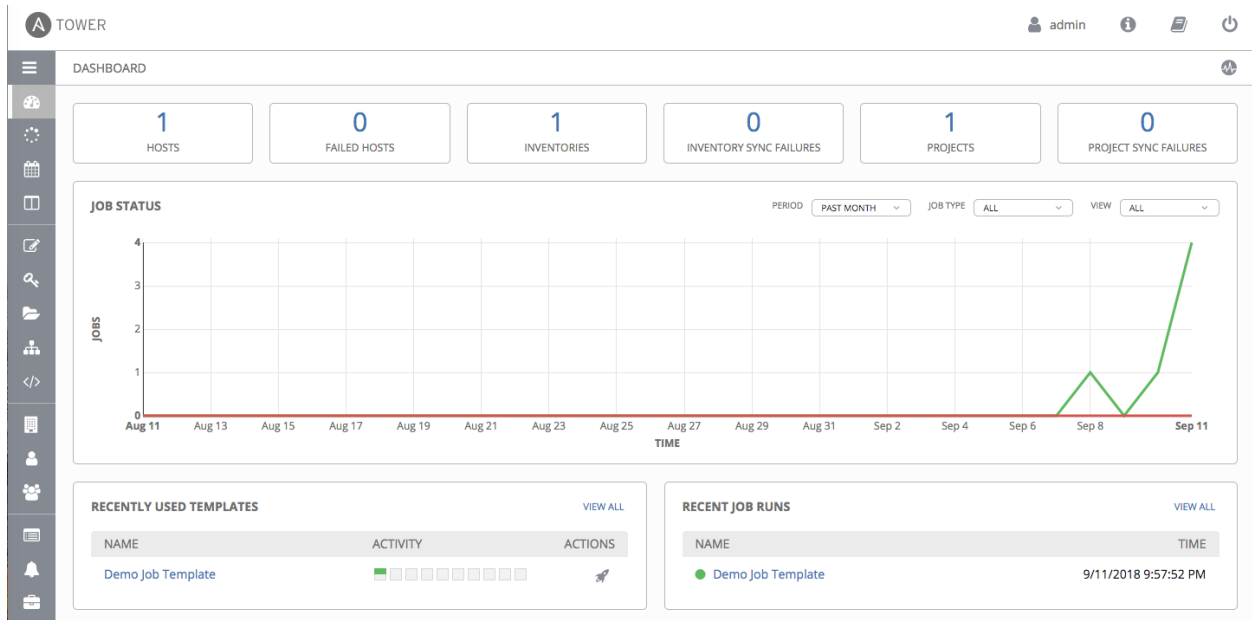 A TOWER admin
DASHBOARD
1 0 1 0 1 0
HOSTS FAILED HOSTS INVENTORIES INVENTORY SYNC FAILURES PROJECTS PROJECT SYNC FAILURES
JOB STATUS PERIOD PAST MONTH JOB TYPE ALL VIEW ALL
4
3
2
1
0
JOBS
Aug 11 Aug 13 Aug 15 Aug 17 Aug 19 Aug 21 Aug 23 Aug 25 Aug 27 Aug 29 Aug 31 Sep 2 Sep 4 Sep 6 Sep 8 Sep 11
TIME
RECENTLY USED TEMPLATES VIEW ALL
NAME ACTIVITY ACTIONS
Demo Job Template
RECENT JOB RUNS VIEW ALL
NAME TIME
Demo Job Template 9/11/2018 9:57:52 PM